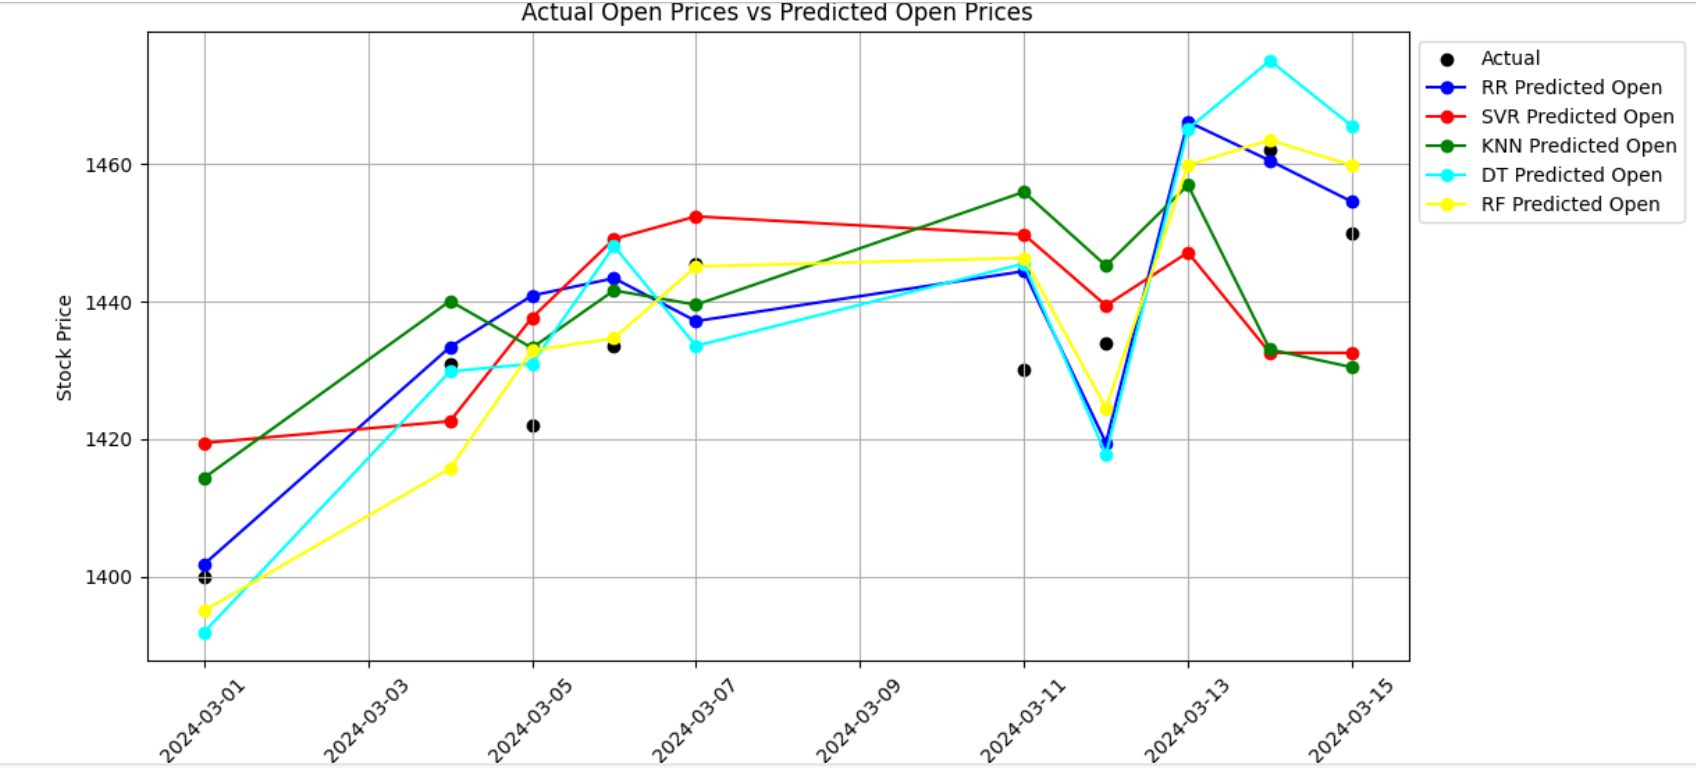 Actual Open Prices vs Predicted Open Prices
Actual
RR Predicted Open
SVR Predicted Open
KNN Predicted Open
DT Predicted Open
RF Predicted Open
Stock Price
1460
1440
1420
1400
2024-03-01
2024-03-03
2024-03-05
2024-03-07
2024-03-09
2024-03-11
2024-03-13
2024-03-15